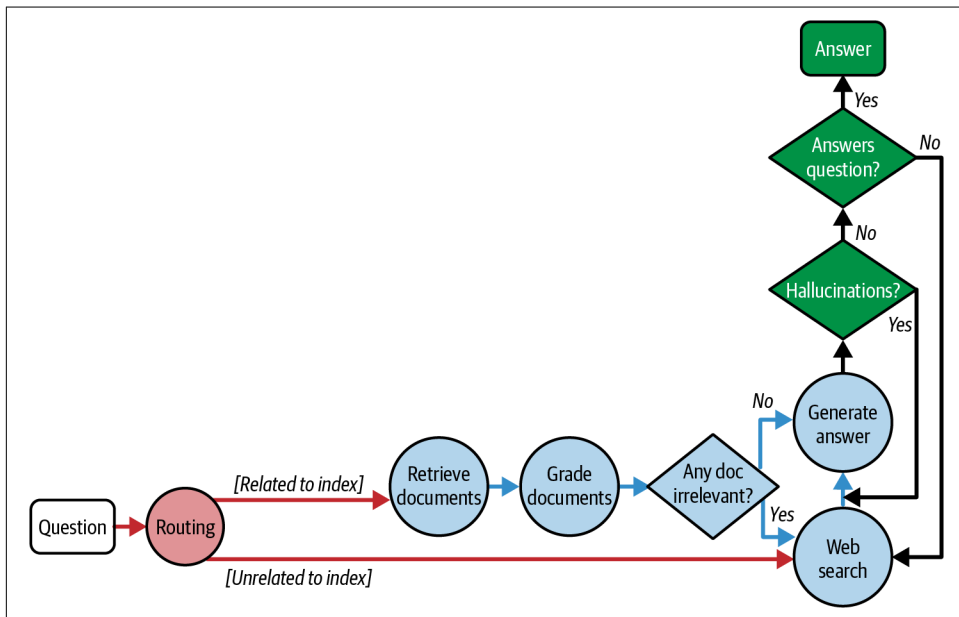 Answer
Yes
Answers
question?
No
No
Hallucinations?
Yes
No
Generate
answer
[Related to index]
Retrieve
documents
Grade
documents
Any doc
irrelevant?
Yes
Question
Routing
Web
search
[Unrelated to index]